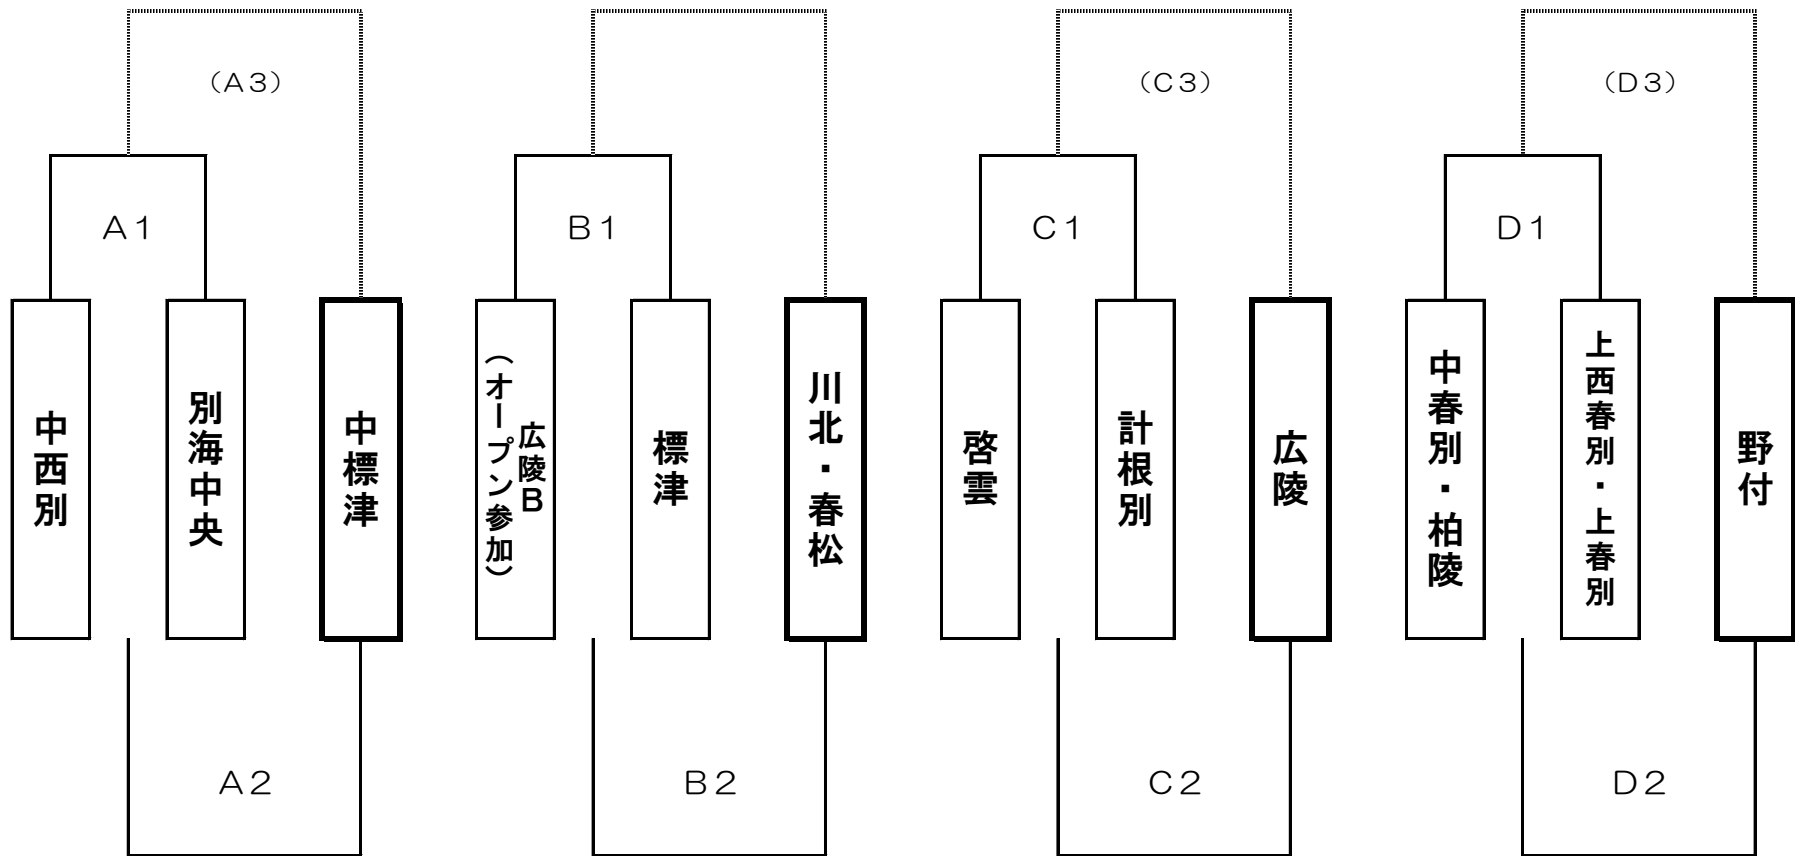 (A3)
(C3)
(D3)
A1
B1
C1
D1
中西別
別海中央
中標津
広陵B
(オープン参加)
標津
川北・春松
啓雲
計根別
広陵
中春別・柏陵
上西春別・上春別
野付
A2
B2
C2
D2